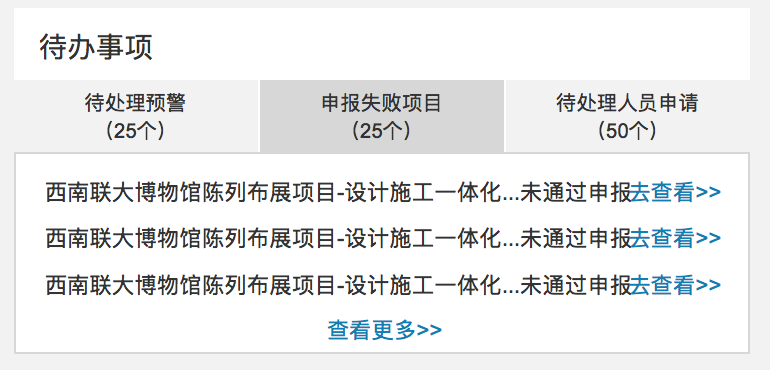 待办事项
待处理预警
（25个）
申报失败项目
（25个）
待处理人员申请
（50个）
西南联大博物馆陈列布展项目-设计施工一体化...未通过申报去查看>>
西南联大博物馆陈列布展项目-设计施工一体化...未通过申报去查看>>
西南联大博物馆陈列布展项目-设计施工一体化...未通过申报去查看>>
查看更多>>